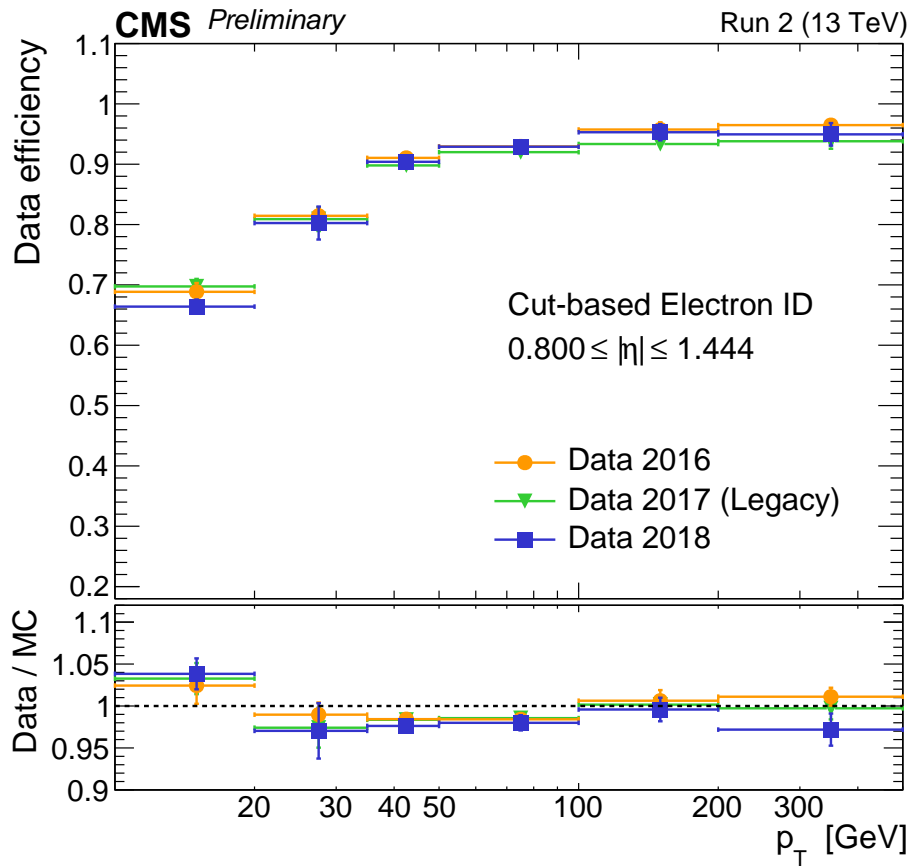 CMS Preliminary Run 2 (13 TeV)
Data efficiency
1.1
1
0.9
0.8
0.7
0.6
0.5
0.4
0.3
0.2
Cut-based Electron ID
0.800 ≤ |η| ≤ 1.444
Data 2016
Data 2017 (Legacy)
Data 2018
Data / MC
1.1
1.05
1
0.95
0.9
20 30 40 50 100 200 300
p_T [GeV]